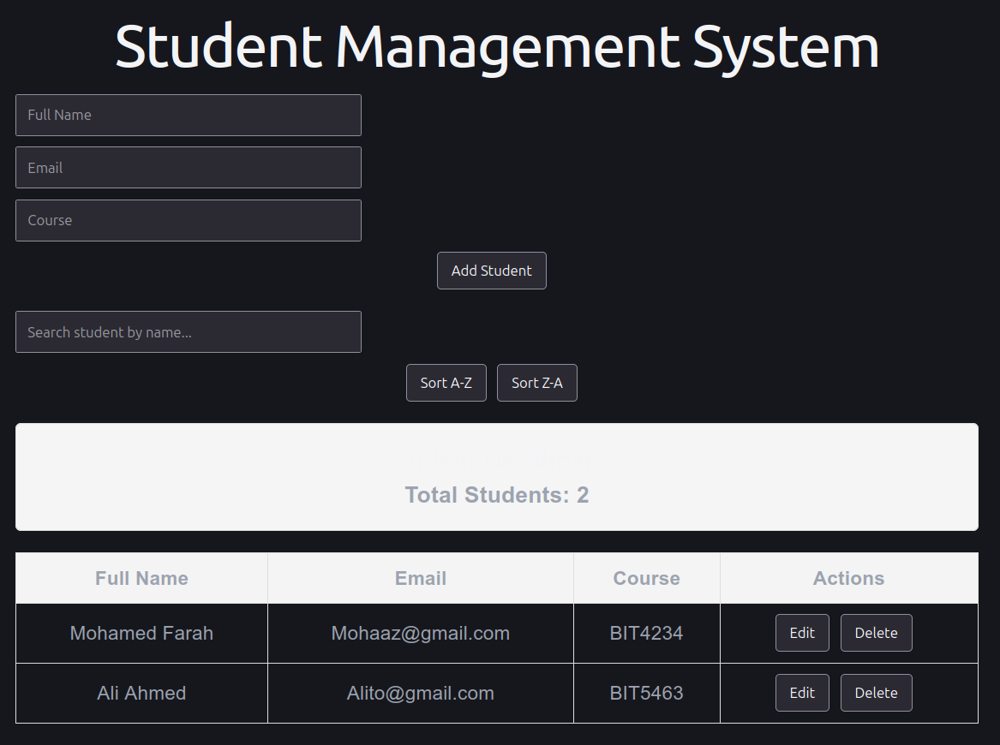 Student Management System
Full Name
Email
Course
Add Student
Search student by name...
Sort A-Z Sort Z-A
Total Students: 2
Full Name Email Course Actions
Mohamed Farah Mohaaz@gmail.com BIT4234 Edit Delete
Ali Ahmed Alito@gmail.com BIT5463 Edit Delete